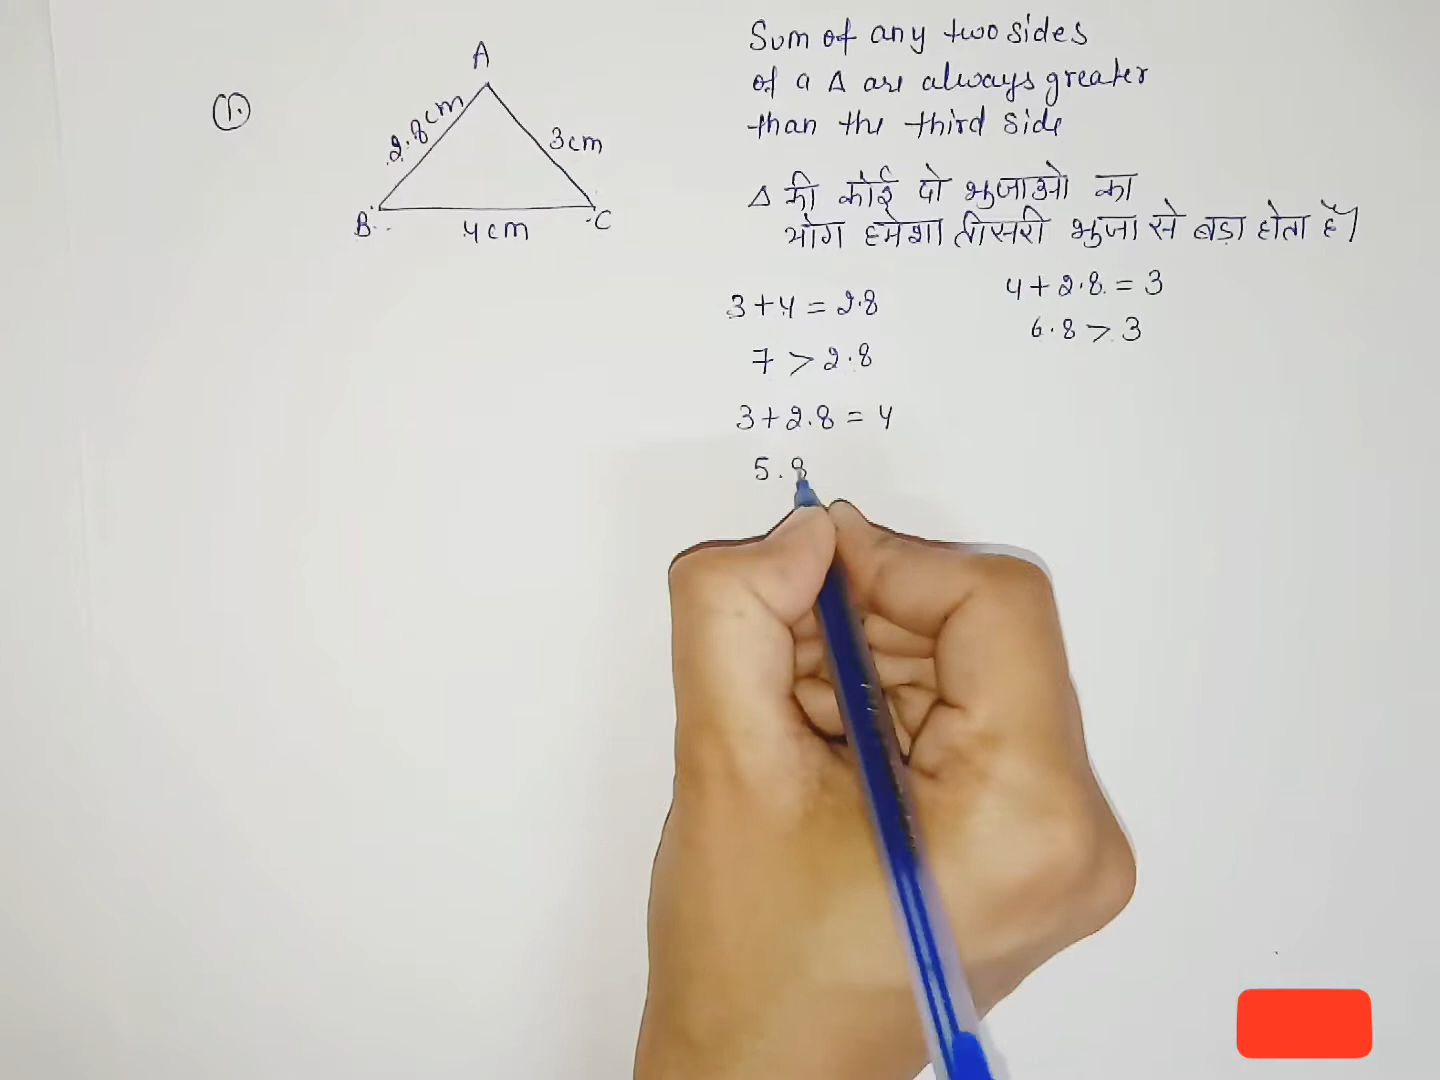 1.
A
2.8cm
3cm
B
4cm
C
Sum of any two sides
of a Δ are always greater
than the third side
Δ की कोई दो भुजाओ का
योग हमेशा तीसरी भुजा से बड़ा होता है।
3+4 = 2.8
7 > 2.8
3+2.8 = 4
5.8
4+2.8 = 3
6.8 > 3